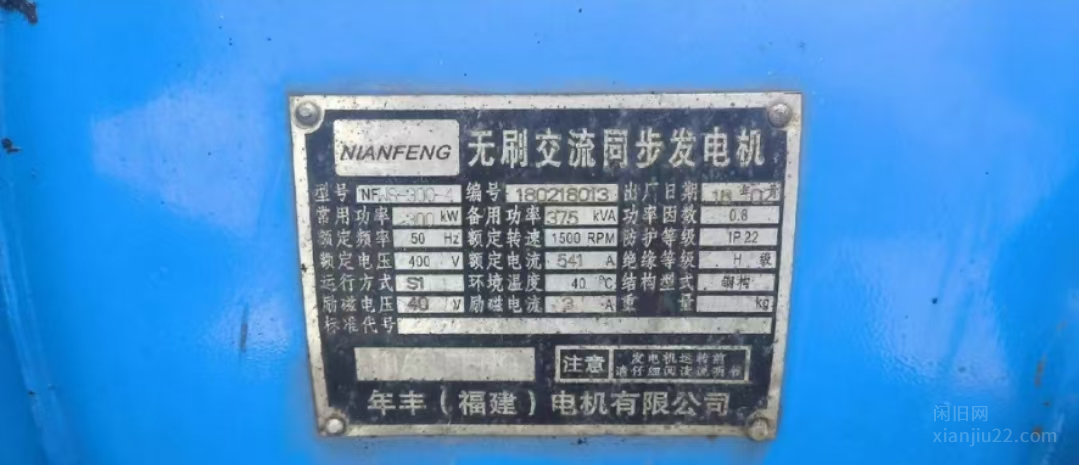 NIANFENG 无刷交流同步发电机
型号 NFWS-300-4 编号 180218013 出厂日期 18年02月
常用功率 300 kW 备用功率 375 kVA 功率因数 0.8
额定频率 50 Hz 额定转速 1500 RPM 防护等级 IP22
额定电压 400 V 额定电流 541 A 绝缘等级 H 级
运行方式 S1 环境温度 40 ℃ 结构型式 钢构
励磁电压 40 V 励磁电流 3 A 重量 kg
标准代号
注意 发电机运转前
请仔细阅读说明书
年丰(福建)电机有限公司
闲旧网
xianjiu22.com